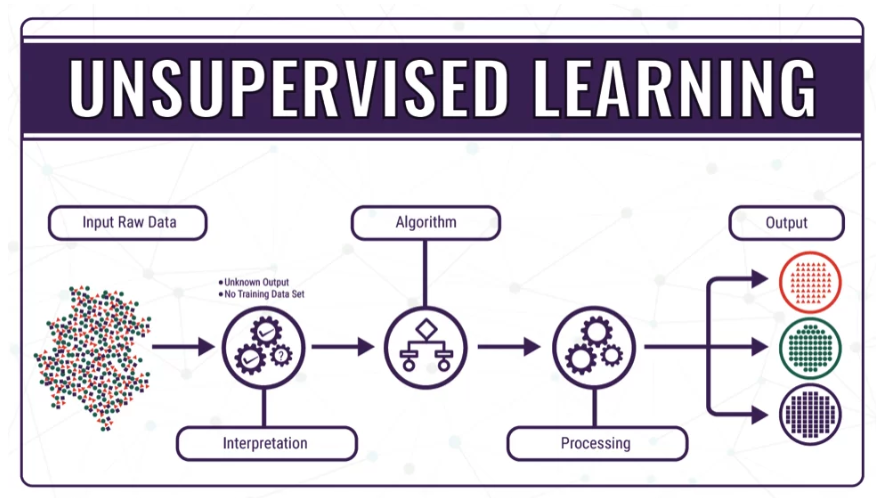 UNSUPERVISED LEARNING
Input Raw Data
Algorithm
Output
•Unknown Output
•No Training Data Set
?
Interpretation
Processing